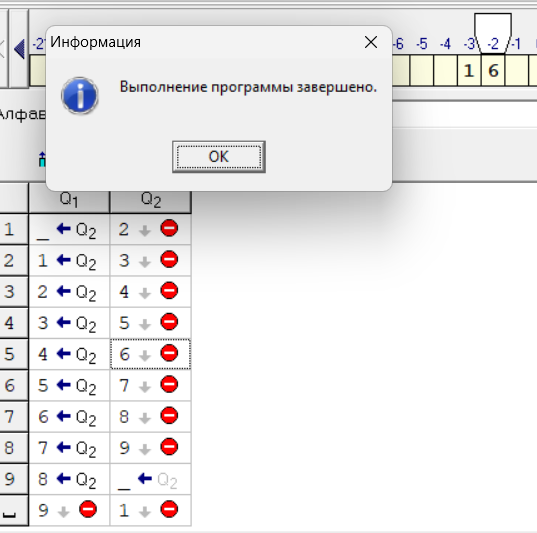 Информация
-6 -5 -4 -3 -2 -1
1 6
Выполнение программы завершено.
OK
Q1 Q2
1 _ ← Q2 2 ↓
2 1 ← Q2 3 ↓
3 2 ← Q2 4 ↓
4 3 ← Q2 5 ↓
5 4 ← Q2 6 ↓
6 5 ← Q2 7 ↓
7 6 ← Q2 8 ↓
8 7 ← Q2 9 ↓
9 8 ← Q2 _ ← Q2
␣ 9 ↓ 1 ↓